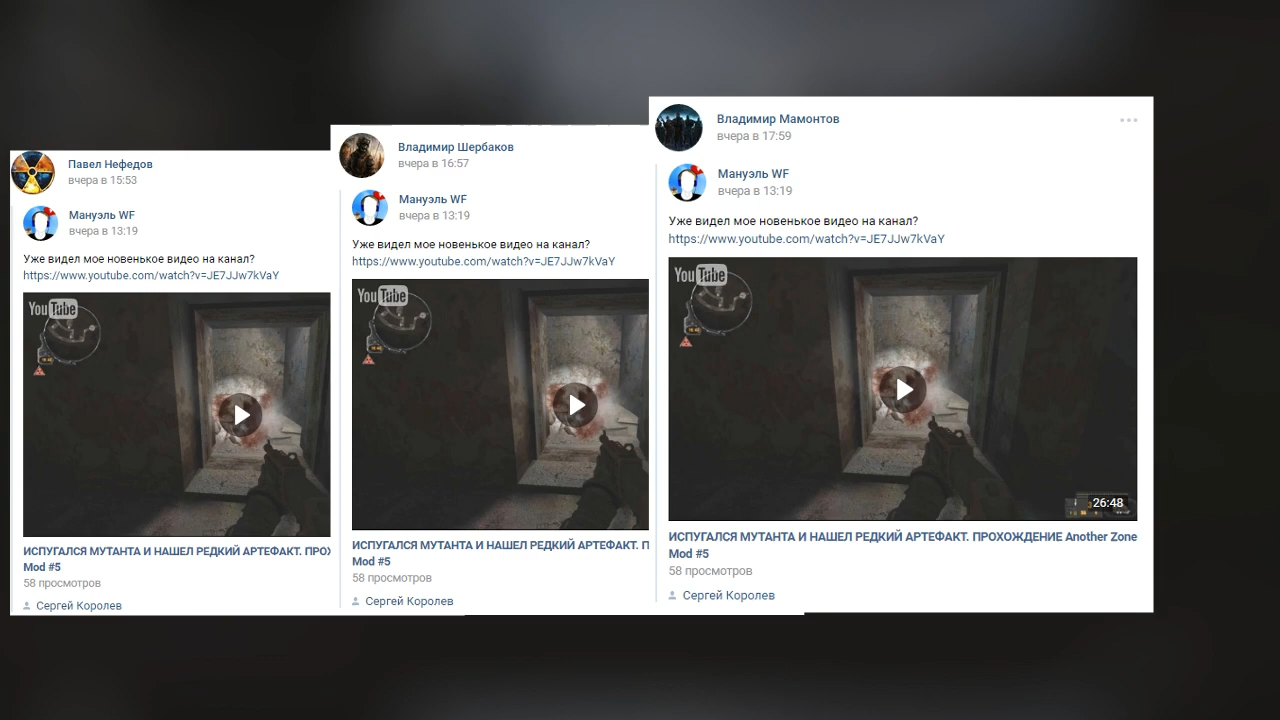 Павел Нефедов
вчера в 15:53
Мануэль WF
вчера в 13:19
Уже видел мое новенькое видео на канал?
https://www.youtube.com/watch?v=JE7JJw7kVaY
You Tube
ИСПУГАЛСЯ МУТАНТА И НАШЕЛ РЕДКИЙ АРТЕФАКТ. ПРОХ
Mod #5
58 просмотров
Сергей Королев
Владимир Шербаков
вчера в 16:57
Мануэль WF
вчера в 13:19
Уже видел мое новенькое видео на канал?
https://www.youtube.com/watch?v=JE7JJw7kVaY
You Tube
ИСПУГАЛСЯ МУТАНТА И НАШЕЛ РЕДКИЙ АРТЕФАКТ. П
Mod #5
58 просмотров
Сергей Королев
Владимир Мамонтов
вчера в 17:59
Мануэль WF
вчера в 13:19
Уже видел мое новенькое видео на канал?
https://www.youtube.com/watch?v=JE7JJw7kVaY
You Tube
26:48
ИСПУГАЛСЯ МУТАНТА И НАШЕЛ РЕДКИЙ АРТЕФАКТ. ПРОХОЖДЕНИЕ Another Zone
Mod #5
58 просмотров
Сергей Королев